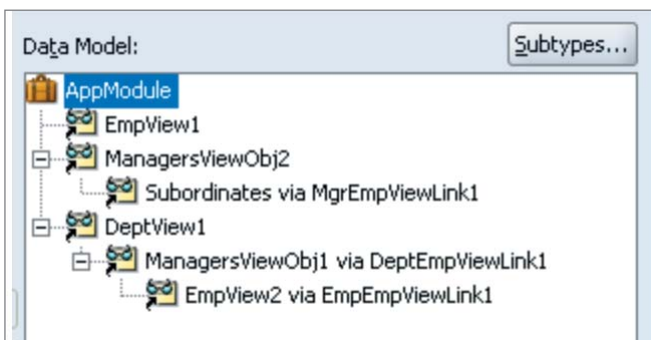 Data Model:
Subtypes...
AppModule
EmpView1
ManagersViewObj2
Subordinates via MgrEmpViewLink1
DeptView1
ManagersViewObj1 via DeptEmpViewLink1
EmpView2 via EmpEmpViewLink1